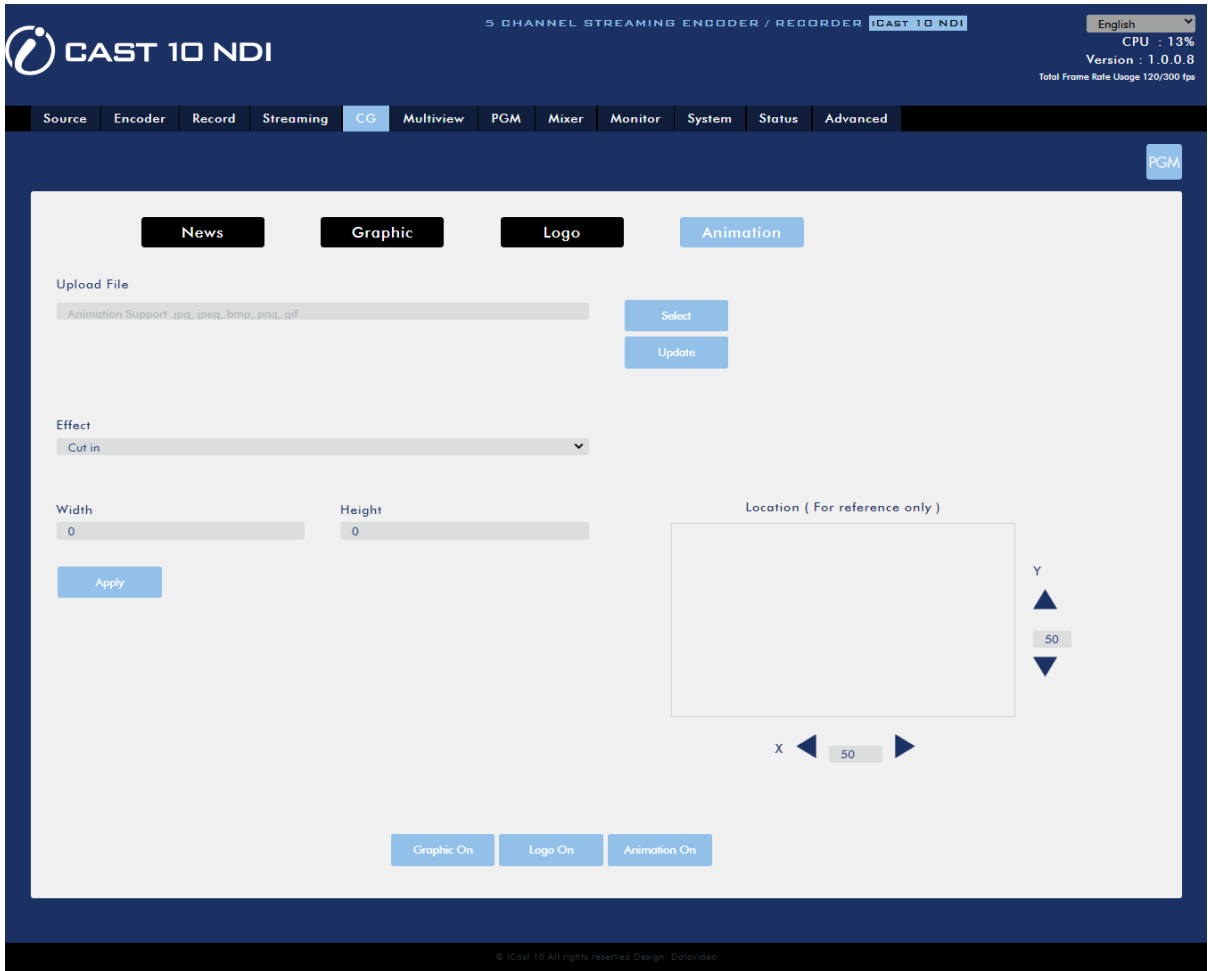 5 CHANNEL STREAMING ENCODER / RECORDER iCAST 10 NDI
English
CPU : 13%
Version : 1.0.0.8
Total Frame Rate Usage 120/300 fps
i CAST 10 NDI
Source Encoder Record Streaming CG Multiview PGM Mixer Monitor System Status Advanced
PGM
News Graphic Logo Animation
Upload File
Animation Support .jpg,.jpeg,.bmp,.png,.gif
Select
Update
Effect
Cut in
Width Height
0 0
Apply
Location ( For reference only )
Y
50
X 50
Graphic On Logo On Animation On
© iCast 10 All rights reserved Design: Datavideo